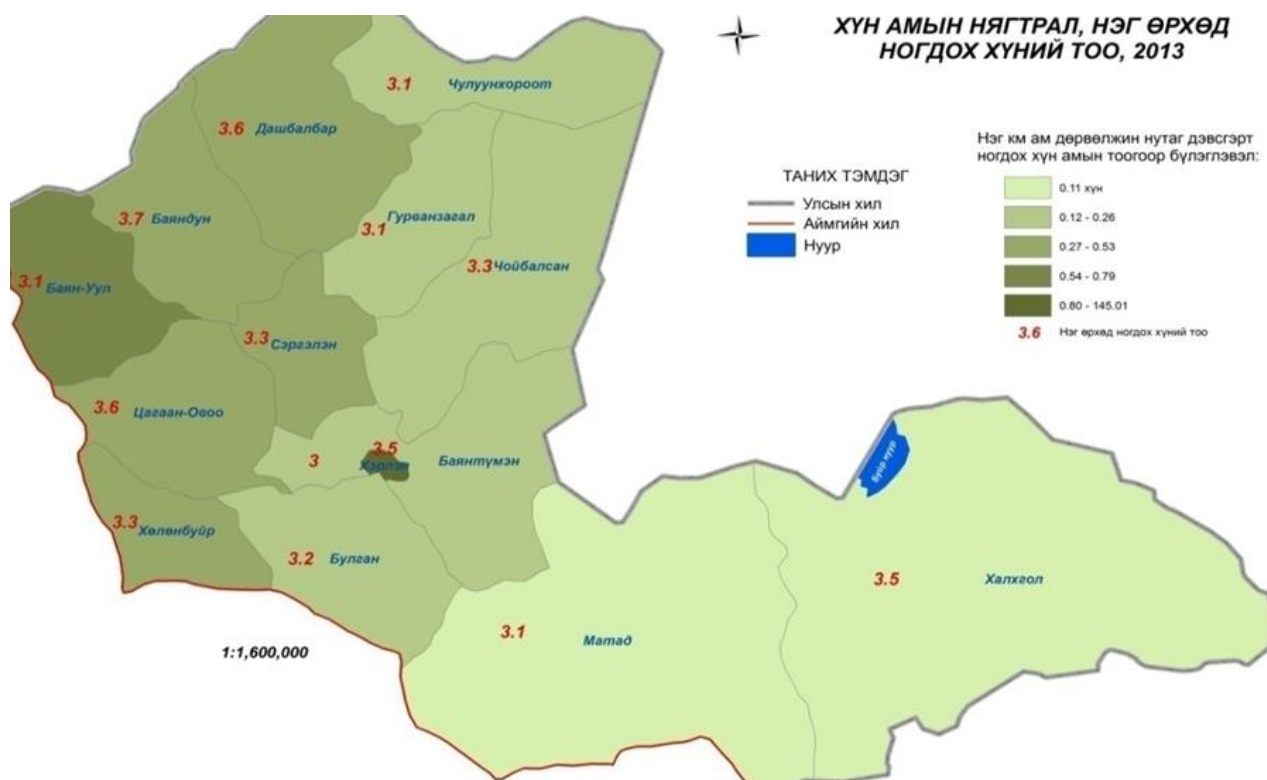 ХҮН АМЫН НЯГТРАЛ, НЭГ ӨРХӨД
НОГДОХ ХҮНИЙ ТОО, 2013
Нэг км ам дөрвөлжин нутаг дэвсгэрт
ногдох хүн амын тоогоор бүлэглэвэл:
0.11 хүн
0.12 - 0.26
0.27 - 0.53
0.54 - 0.79
0.80 - 145.01
3.6 Нэг өрхөд ногдох хүний тоо
ТАНИХ ТЭМДЭГ
Улсын хил
Аймгийн хил
Нуур
3.1 Чулуунхороот
3.6 Дашбалбар
3.7 Баяндун
3.1 Гурванзагал
3.3 Чойбалсан
3.1 Баян-Уул
3.3 Сэргэлэн
3.6 Цагаан-Овоо
3
3.5
Хэрлэн
Баянтүмэн
Буйр нуур
3.3 Хөлөнбуйр
3.2 Булган
3.5 Халхгол
3.1 Матад
1:1,600,000